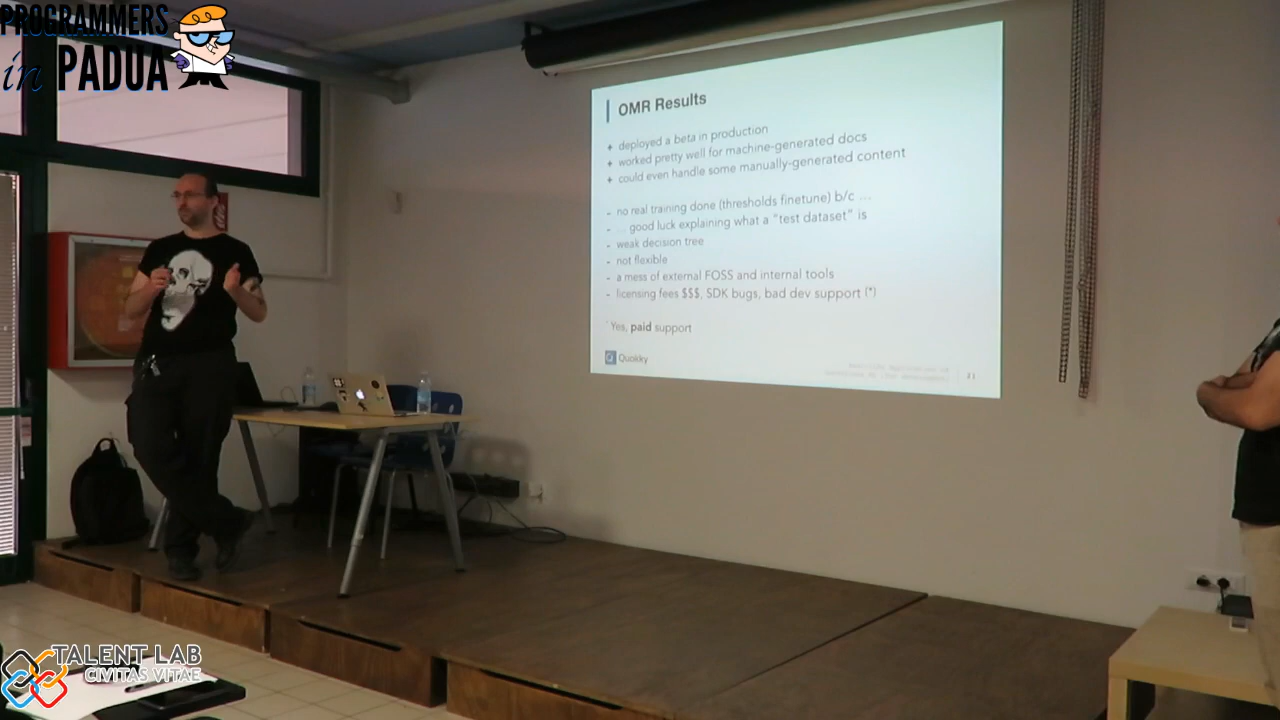 PROGRAMMERS
in PADUA
OMR Results
+ deployed a beta in production
+ worked pretty well for machine-generated docs
+ could even handle some manually-generated content
- no real training done (thresholds finetune) b/c ...
- ... good luck explaining what a "test dataset" is
- weak decision tree
- not flexible
- a mess of external FOSS and internal tools
- licensing fees $$$, SDK bugs, bad dev support (*)
* Yes, paid support
Quokky
21
TALENT LAB
CIVITAS VITAE